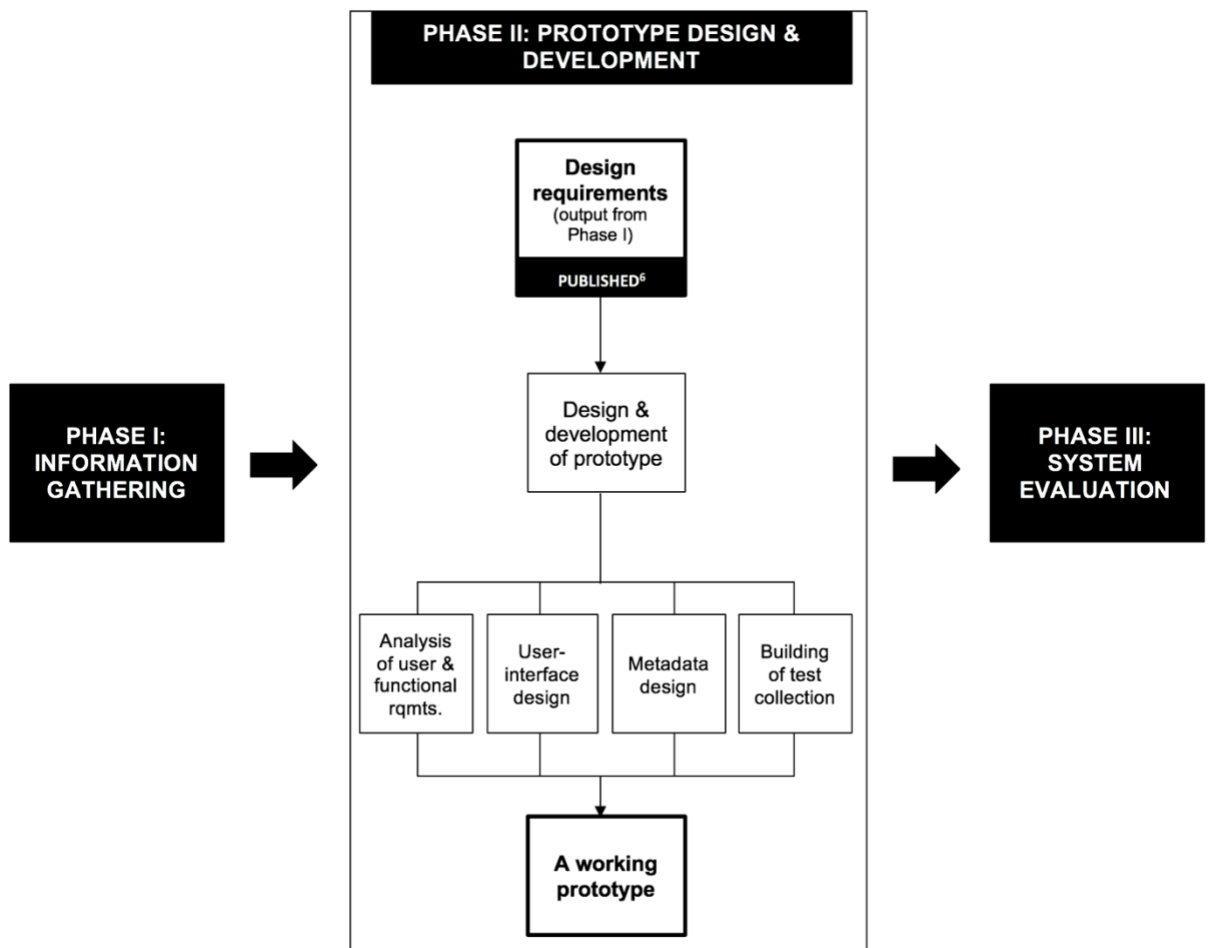 PHASE II: PROTOTYPE DESIGN &
DEVELOPMENT
Design
requirements
(output from
Phase I)
PUBLISHED⁶
Design &
development
of prototype
PHASE I:
INFORMATION
GATHERING
PHASE III:
SYSTEM
EVALUATION
Analysis
of user &
functional
rqmts.
User-
interface
design
Metadata
design
Building
of test
collection
A working
prototype